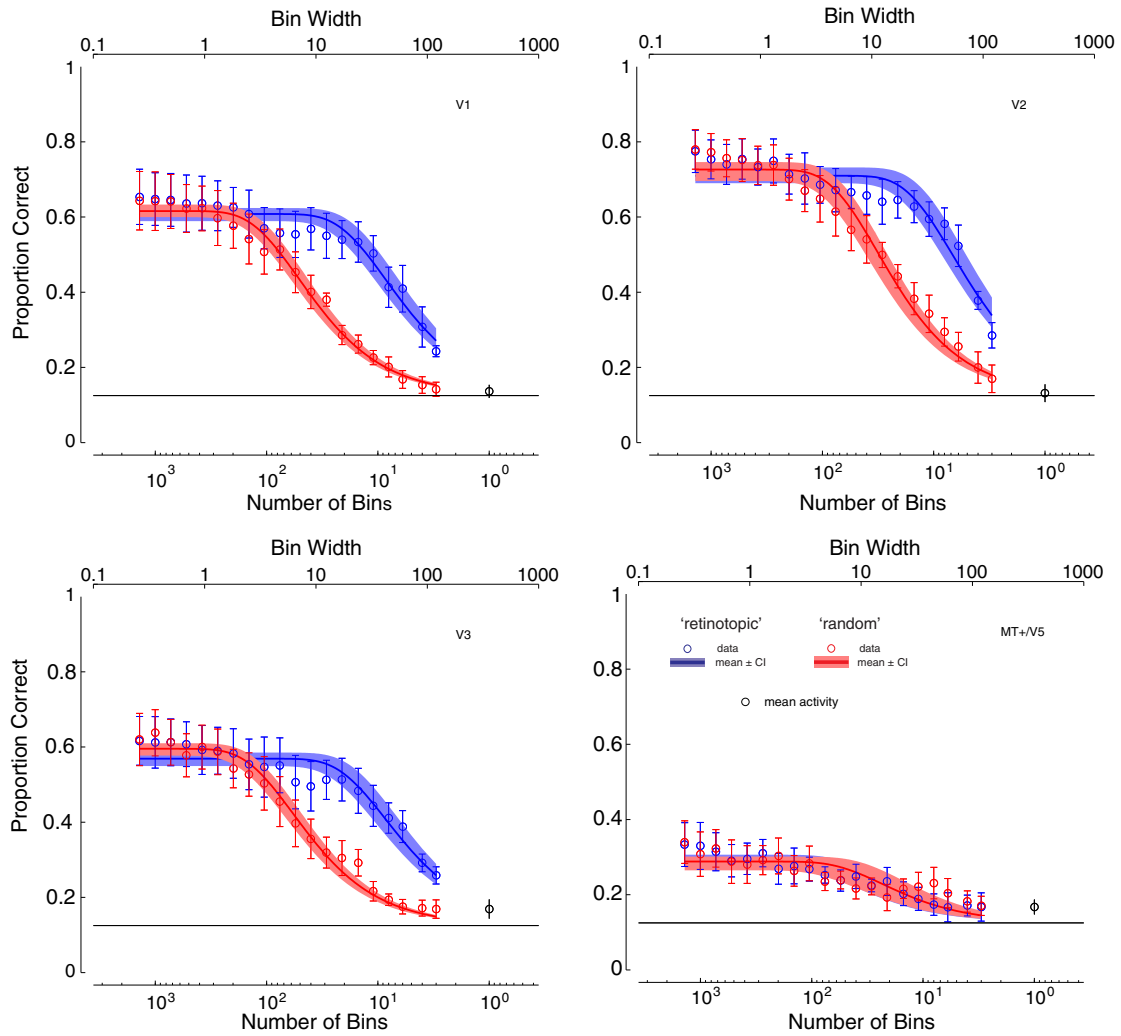 Bin Width
0.1 1 10 100 1000
1
0.8
0.6
0.4
0.2
0
Proportion Correct
V1
10³ 10² 10¹ 10⁰
Number of Bins
Bin Width
0.1 1 10 100 1000
1
0.8
0.6
0.4
0.2
0
V2
10³ 10² 10¹ 10⁰
Number of Bins
Bin Width
0.1 1 10 100 1000
1
0.8
0.6
0.4
0.2
0
Proportion Correct
V3
10³ 10² 10¹ 10⁰
Number of Bins
Bin Width
0.1 1 10 100 1000
1
0.8
0.6
0.4
0.2
0
'retinotopic' 'random'
MT+/V5
data data
mean ± CI mean ± CI
mean activity
10³ 10² 10¹ 10⁰
Number of Bins